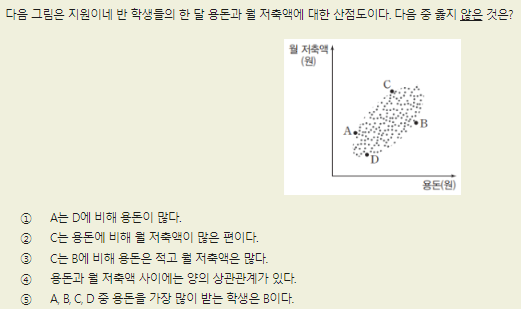 다음 그림은 지원이네 반 학생들의 한 달 용돈과 월 저축액에 대한 산점도이다. 다음 중 옳지 않은 것은?
월 저축액
(원)
C
A
B
D
용돈(원)
① A는 D에 비해 용돈이 많다.
② C는 용돈에 비해 월 저축액이 많은 편이다.
③ C는 B에 비해 용돈은 적고 월 저축액은 많다.
④ 용돈과 월 저축액 사이에는 양의 상관관계가 있다.
⑤ A, B, C, D 중 용돈을 가장 많이 받는 학생은 B이다.